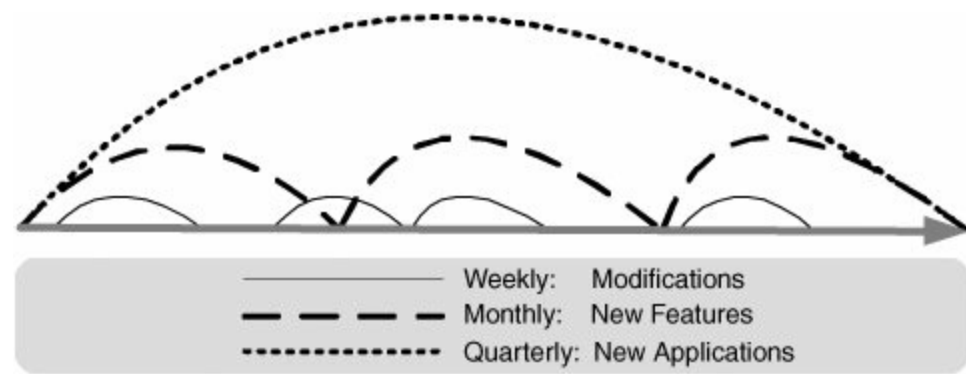 Weekly: Modifications
Monthly: New Features
Quarterly: New Applications